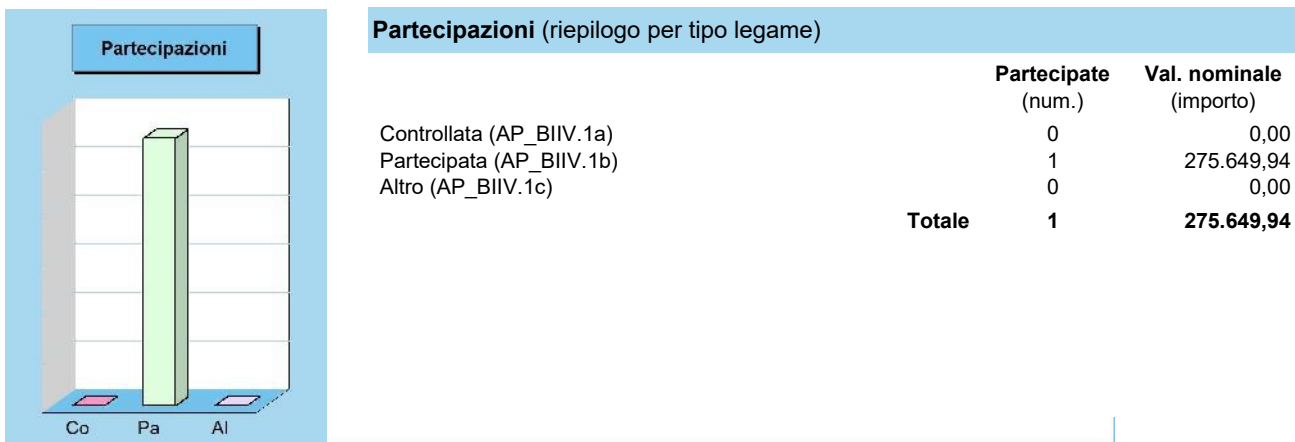 Partecipazioni
Co Pa Al
Partecipazioni (riepilogo per tipo legame)
Partecipate Val. nominale
(num.) (importo)
Controllata (AP_BIIV.1a) 0 0,00
Partecipata (AP_BIIV.1b) 1 275.649,94
Altro (AP_BIIV.1c) 0 0,00
Totale 1 275.649,94